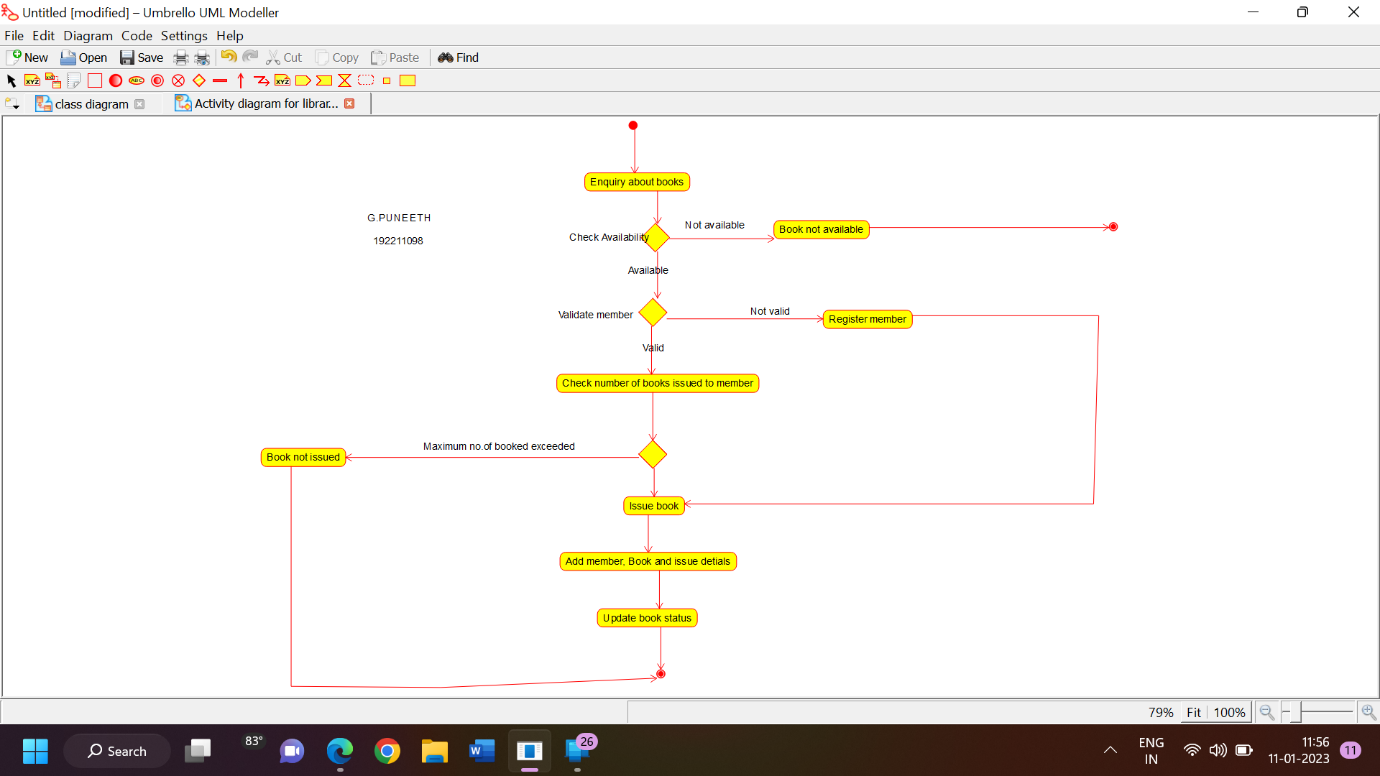 Untitled [modified] – Umbrello UML Modeller
File Edit Diagram Code Settings Help
New Open Save Cut Copy Paste Find
class diagram Activity diagram for librar...
Enquiry about books
G.PUNEETH
192211098
Check Availability
Not available
Book not available
Available
Validate member
Not valid
Register member
Valid
Check number of books issued to member
Maximum no.of booked exceeded
Book not issued
Issue book
Add member, Book and issue detials
Update book status
79% Fit 100%
Search
83°
26
ENG
IN
11:56
11-01-2023
11